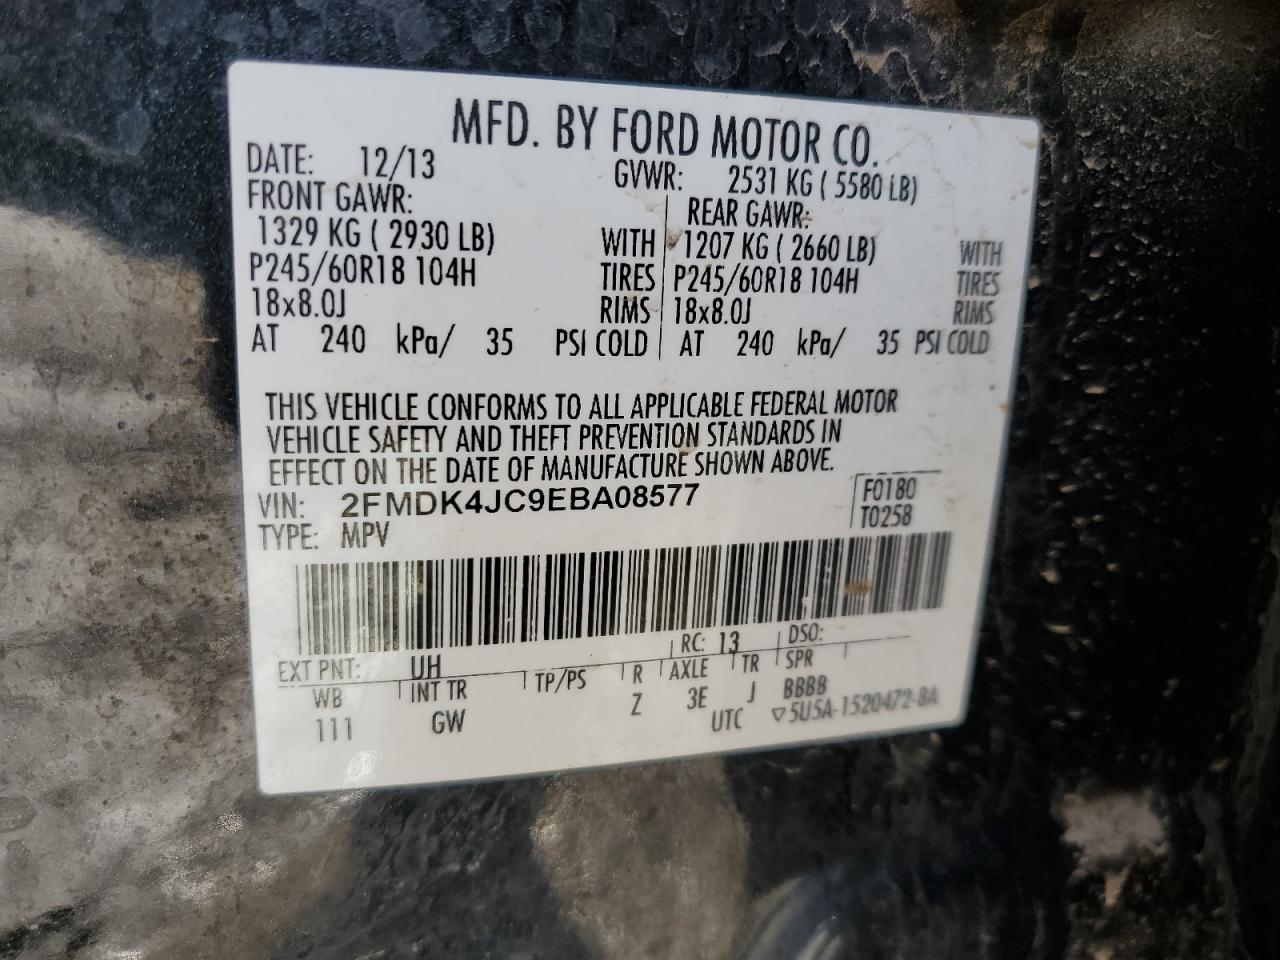 MFD. BY FORD MOTOR CO.
DATE: 12/13 GVWR: 2531 KG ( 5580 LB)
FRONT GAWR: REAR GAWR:
1329 KG ( 2930 LB) WITH 1207 KG ( 2660 LB) WITH
P245/60R18 104H TIRES P245/60R18 104H TIRES
18x8.0J RIMS 18x8.0J RIMS
AT 240 kPa/ 35 PSI COLD AT 240 kPa/ 35 PSI COLD
THIS VEHICLE CONFORMS TO ALL APPLICABLE FEDERAL MOTOR
VEHICLE SAFETY AND THEFT PREVENTION STANDARDS IN
EFFECT ON THE DATE OF MANUFACTURE SHOWN ABOVE.
VIN: 2FMDK4JC9EBA08577 F0180
TYPE: MPV T0258
EXT PNT: UH RC: 13 DSO:
WB INT TR TP/PS R AXLE TR SPR
111 GW Z 3E J BBBB
UTC ▽5U5A-1520472-BA